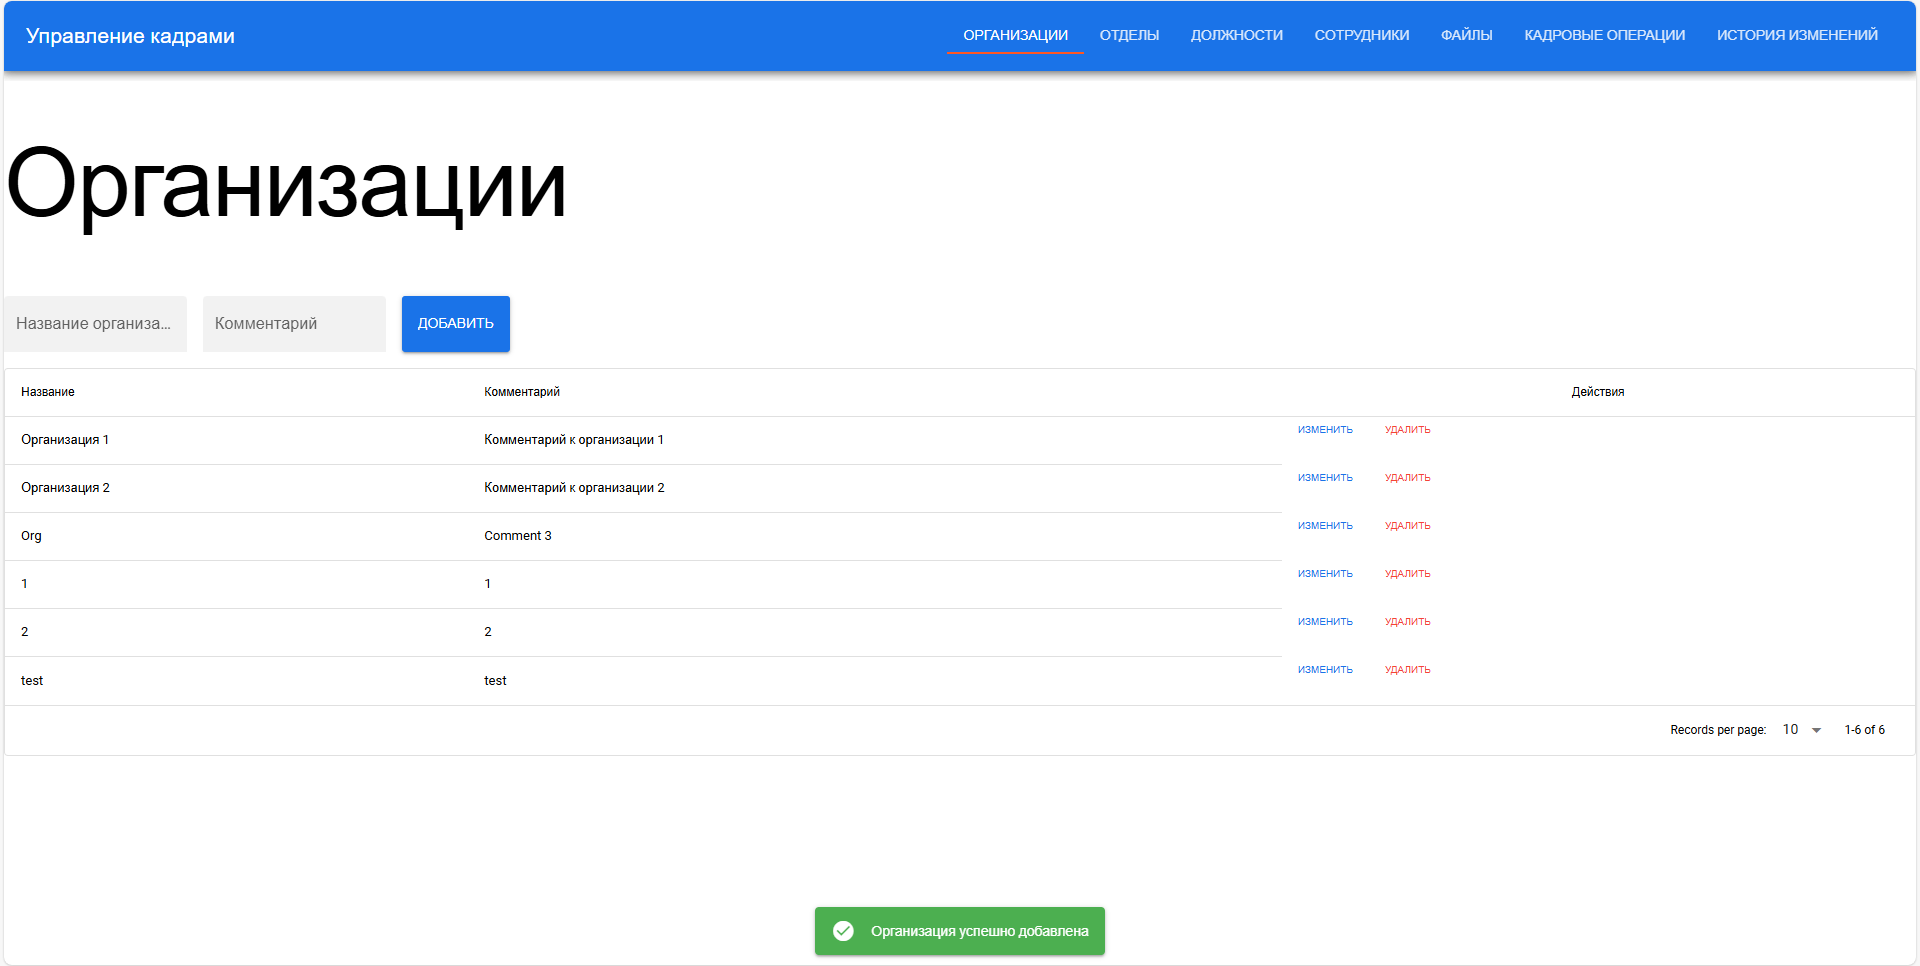 Управление кадрами
ОРГАНИЗАЦИИ ОТДЕЛЫ ДОЛЖНОСТИ СОТРУДНИКИ ФАЙЛЫ КАДРОВЫЕ ОПЕРАЦИИ ИСТОРИЯ ИЗМЕНЕНИЙ
Организации
Название организа... Комментарий ДОБАВИТЬ
Название Комментарий Действия
Организация 1 Комментарий к организации 1 ИЗМЕНИТЬ УДАЛИТЬ
Организация 2 Комментарий к организации 2 ИЗМЕНИТЬ УДАЛИТЬ
Org Comment 3 ИЗМЕНИТЬ УДАЛИТЬ
1 1 ИЗМЕНИТЬ УДАЛИТЬ
2 2 ИЗМЕНИТЬ УДАЛИТЬ
test test ИЗМЕНИТЬ УДАЛИТЬ
Records per page: 10 1-6 of 6
Организация успешно добавлена